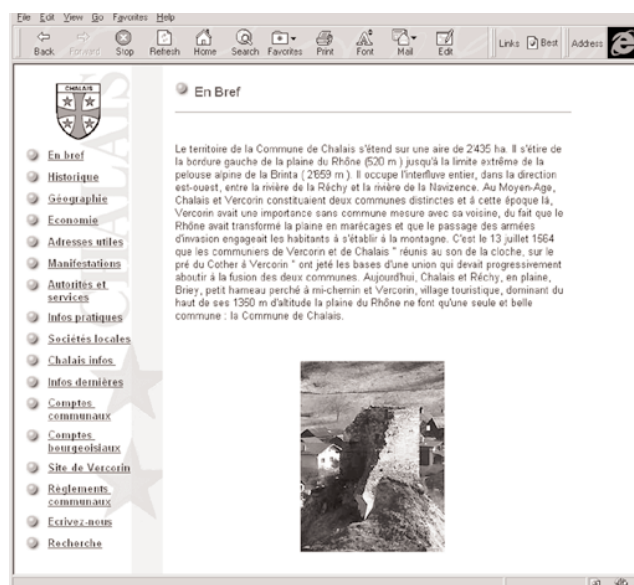 File Edit View Go Favorites Help
Back Forward Stop Refresh Home Search Favorites Print Font Mail Edit Links Best Address
CHALAIS
CHALAIS
En bref
Historique
Géographie
Economie
Adresses utiles
Manifestations
Autorités et
services
Infos pratiques
Sociétés locales
Chalais infos
Infos dernières
Comptes
communaux
Comptes
bourgeoisiaux
Site de Vercorin
Règlements
communaux
Ecrivez-nous
Recherche
En Bref
Le territoire de la Commune de Chalais s'étend sur une aire de 2'435 ha. Il s'étire de
la bordure gauche de la plaine du Rhône (520 m ) jusqu'à la limite extrême de la
pelouse alpine de la Brinta ( 2'659 m ). Il occupe l'interfluve entier, dans la direction
est-ouest, entre la rivière de la Réchy et la rivière de la Navizence. Au Moyen-Age,
Chalais et Vercorin constituaient deux communes distinctes et à cette époque là,
Vercorin avait une importance sans commune mesure avec sa voisine, du fait que le
Rhône avait transformé la plaine en marécages et que le passage des armées
d'invasion engageait les habitants à s'établir à la montagne. C'est le 13 juillet 1564
que les communiers de Vercorin et de Chalais " réunis au son de la cloche, sur le
pré du Cother à Vercorin " ont jeté les bases d'une union qui devait progressivement
aboutir à la fusion des deux communes. Aujourd'hui, Chalais et Réchy, en plaine,
Briey, petit hameau perché à mi-chemin et Vercorin, village touristique, dominant du
haut de ses 1350 m d'altitude la plaine du Rhône ne font qu'une seule et belle
commune : la Commune de Chalais.